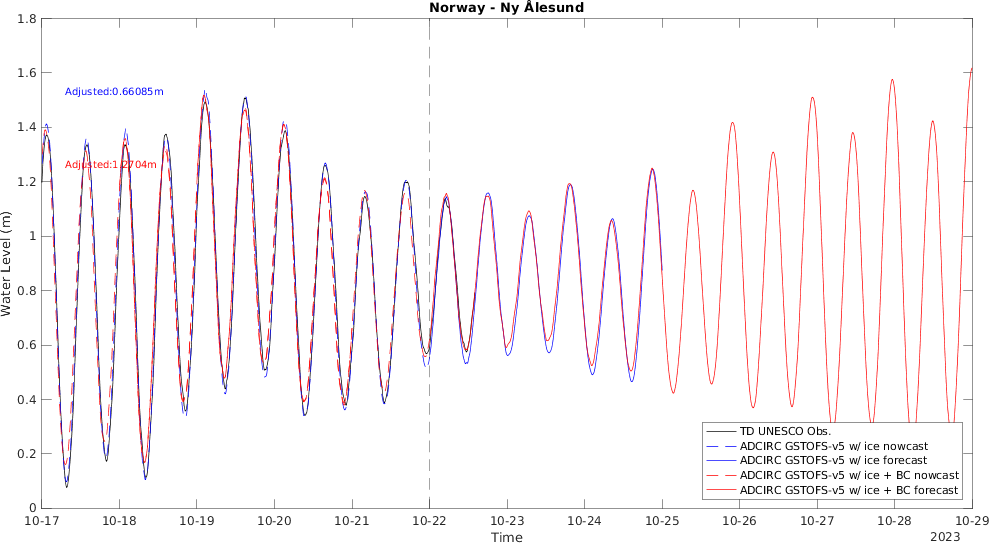 Norway - Ny Ålesund
1.8
1.6
1.4
1.2
1
0.8
0.6
0.4
0.2
0
Water Level (m)
Adjusted:0.66085m
Adjusted:1.2704m
TD UNESCO Obs.
ADCIRC GSTOFS-v5 w/ ice nowcast
ADCIRC GSTOFS-v5 w/ ice forecast
ADCIRC GSTOFS-v5 w/ ice + BC nowcast
ADCIRC GSTOFS-v5 w/ ice + BC forecast
10-17 10-18 10-19 10-20 10-21 10-22 10-23 10-24 10-25 10-26 10-27 10-28 10-29
Time
2023